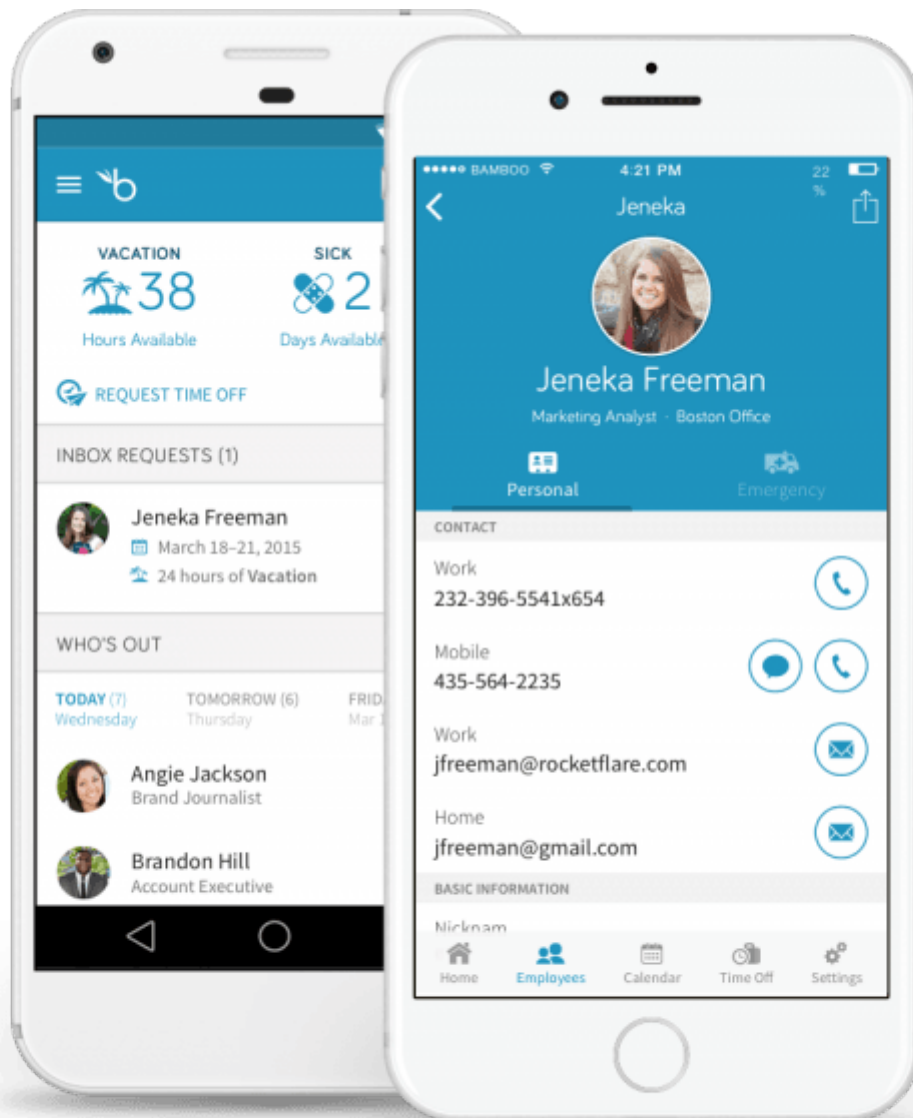 b
VACATION
38
Hours Available
SICK
2
Days Available
REQUEST TIME OFF
INBOX REQUESTS (1)
Jeneka Freeman
March 18–21, 2015
24 hours of Vacation
WHO'S OUT
TODAY (7)
Wednesday
TOMORROW (6)
Thursday
Mar
Angie Jackson
Brand Journalist
Brandon Hill
Account Executive
BAMBOO
4:21 PM
22
%
Jeneka
Jeneka Freeman
Marketing Analyst · Boston Office
Personal
Emergency
CONTACT
Work
232-396-5541x654
Mobile
435-564-2235
Work
jfreeman@rocketflare.com
Home
jfreeman@gmail.com
BASIC INFORMATION
Nicknam
Home
Employees
Calendar
Time Off
Settings